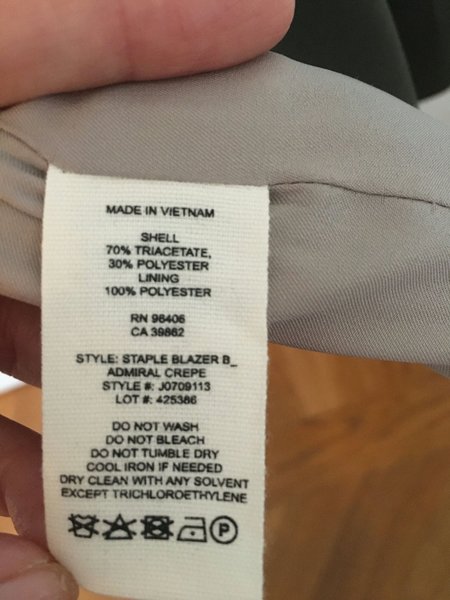 MADE IN VIETNAM
SHELL
70% TRIACETATE,
30% POLYESTER
LINING
100% POLYESTER
RN 96406
CA 39862
STYLE: STAPLE BLAZER B_
ADMIRAL CREPE
STYLE #: J0709113
LOT #: 425386
DO NOT WASH
DO NOT BLEACH
DO NOT TUMBLE DRY
COOL IRON IF NEEDED
DRY CLEAN WITH ANY SOLVENT
EXCEPT TRICHLOROETHYLENE
P